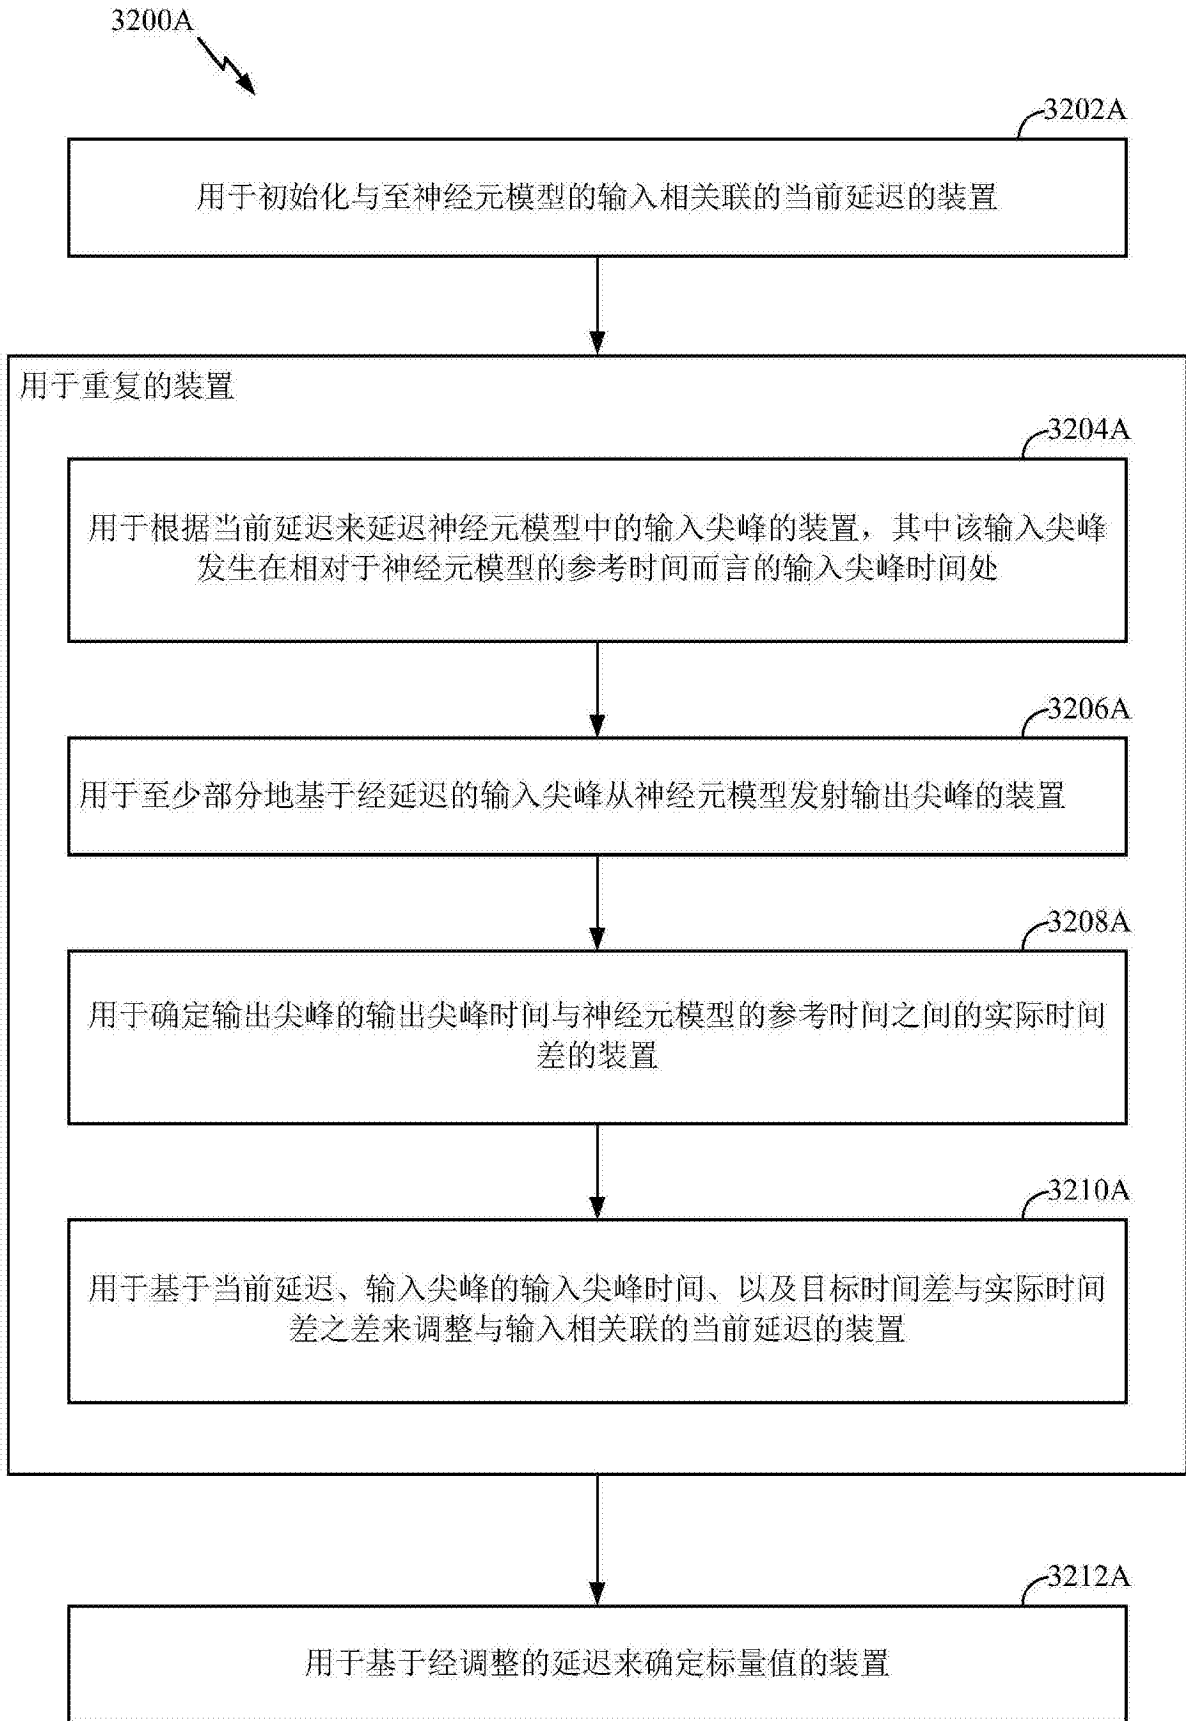 3200A
3202A
用于初始化与至神经元模型的输入相关联的当前延迟的装置
用于重复的装置
3204A
用于根据当前延迟来延迟神经元模型中的输入尖峰的装置，其中该输入尖峰
发生在相对于神经元模型的参考时间而言的输入尖峰时间处
3206A
用于至少部分地基于经延迟的输入尖峰从神经元模型发射输出尖峰的装置
3208A
用于确定输出尖峰的输出尖峰时间与神经元模型的参考时间之间的实际时间
差的装置
3210A
用于基于当前延迟、输入尖峰的输入尖峰时间、以及目标时间差与实际时间
差之差来调整与输入相关联的当前延迟的装置
3212A
用于基于经调整的延迟来确定标量值的装置